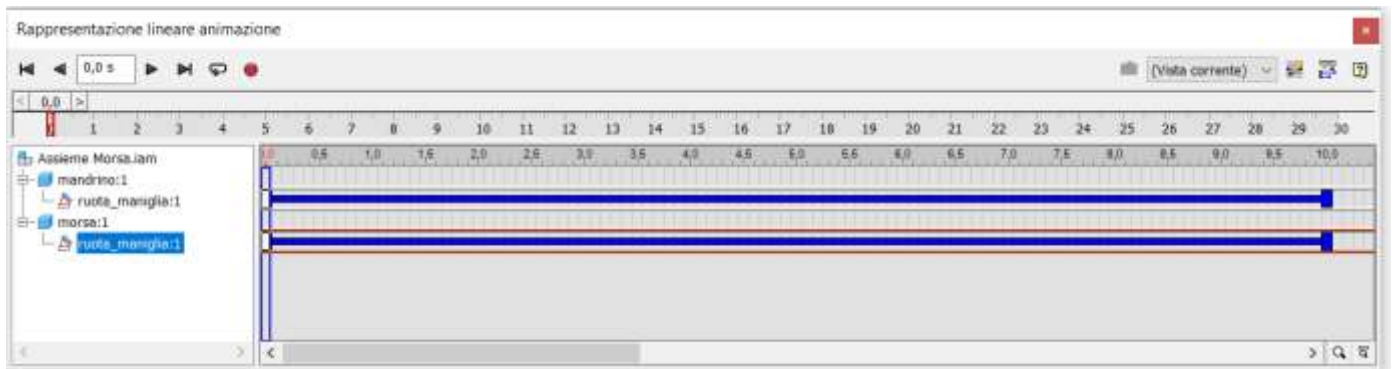 Rappresentazione lineare animazione
0,0 s
(Vista corrente)
< 0,0 >
1 2 3 4 5 6 7 8 9 10 11 12 13 14 15 16 17 18 19 20 21 22 23 24 25 26 27 28 29 30
Assieme Morsa.iam
0,5 1,0 1,5 2,0 2,5 3,0 3,5 4,0 4,5 5,0 5,5 6,0 6,5 7,0 7,5 8,0 8,5 9,0 9,5 10,0
mandrino:1
ruota_maniglia:1
morsa:1
ruota_maniglia:1